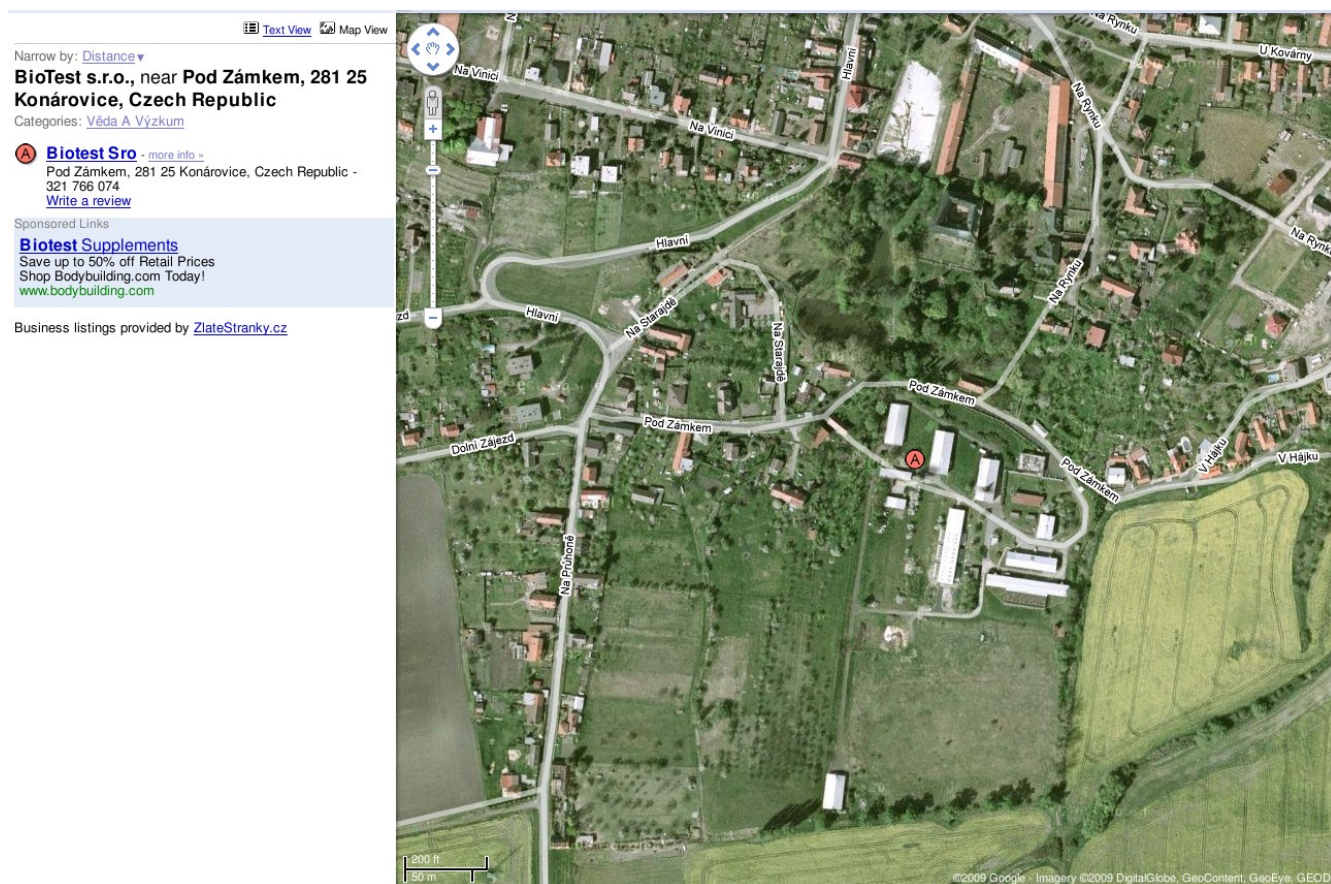 Text View Map View
Narrow by: Distance ▾
BioTest s.r.o., near Pod Zámkem, 281 25
Konárovice, Czech Republic
Categories: Věda A Výzkum
A Biotest Sro - more info »
Pod Zámkem, 281 25 Konárovice, Czech Republic -
321 766 074
Write a review
Sponsored Links
Biotest Supplements
Save up to 50% off Retail Prices
Shop Bodybuilding.com Today!
www.bodybuilding.com
Business listings provided by ZlateStranky.cz
N
Na Rynku
Hlavní
U Kovárny
Na Vinici
Na Rynku
Na Vinici
Na Rynku
Hlavní
Na Rynku
zd
Hlavní
Na Starajdě
Na Starajdě
Pod Zámkem
Pod Zámkem
Dolní Zájezd
A
V Hájku
V Hájku
Pod Zámkem
Na Průhoně
200 ft
50 m
©2009 Google - Imagery ©2009 DigitalGlobe, GeoContent, GeoEye, GEOD